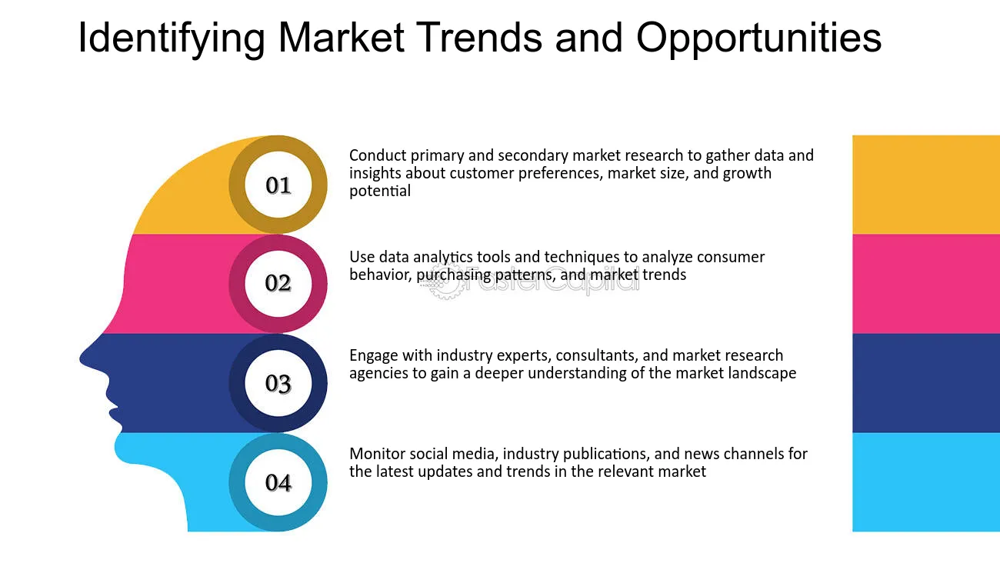 Identifying Market Trends and Opportunities
01
Conduct primary and secondary market research to gather data and
insights about customer preferences, market size, and growth
potential
02
Use data analytics tools and techniques to analyze consumer
behavior, purchasing patterns, and market trends
FasterCapital
03
Engage with industry experts, consultants, and market research
agencies to gain a deeper understanding of the market landscape
04
Monitor social media, industry publications, and news channels for
the latest updates and trends in the relevant market